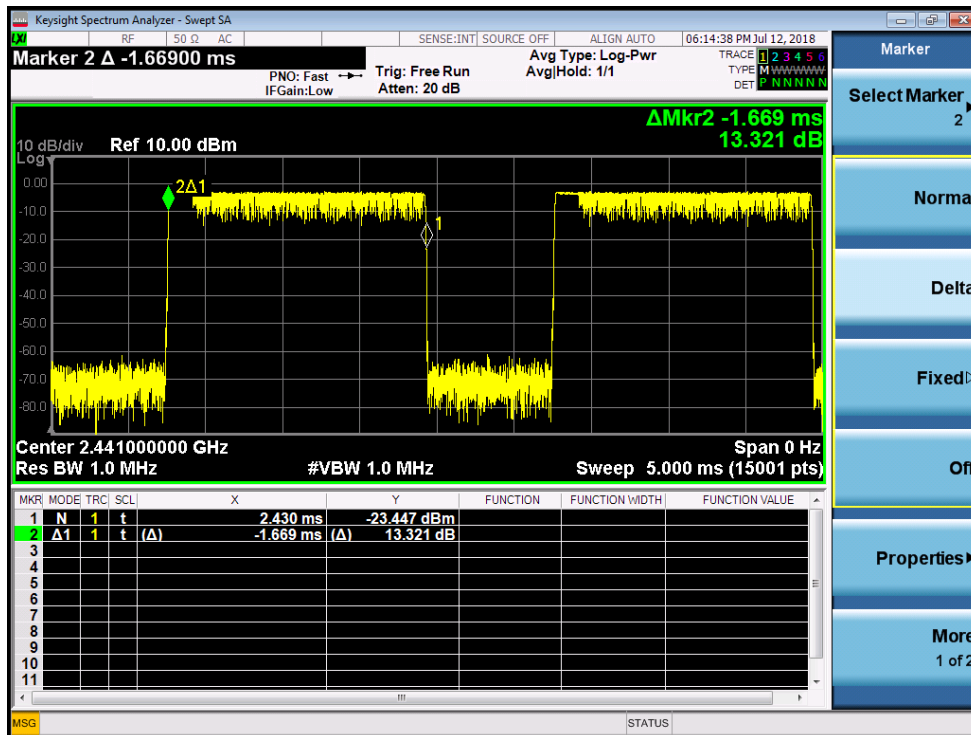 Keysight Spectrum Analyzer - Swept SA
LXI
RF 50 Ω AC SENSE:INT SOURCE OFF ALIGN AUTO 06:14:38 PM Jul 12, 2018
Marker 2 Δ -1.66900 ms
PNO: Fast
IFGain:Low
Trig: Free Run
Atten: 20 dB
Avg Type: Log-Pwr
Avg|Hold: 1/1
TRACE 1 2 3 4 5 6
TYPE M W W W W W
DET P N N N N N
ΔMkr2 -1.669 ms
13.321 dB
10 dB/div Ref 10.00 dBm
Log
0.00
-10.0
-20.0
-30.0
-40.0
-50.0
-60.0
-70.0
-80.0
2Δ1
1
Center 2.441000000 GHz Span 0 Hz
Res BW 1.0 MHz #VBW 1.0 MHz Sweep 5.000 ms (15001 pts)
MKR MODE TRC SCL X Y FUNCTION FUNCTION WIDTH FUNCTION VALUE
1 N 1 t 2.430 ms -23.447 dBm
2 Δ1 1 t (Δ) -1.669 ms (Δ) 13.321 dB
3
4
5
6
7
8
9
10
11
MSG STATUS
Marker
Select Marker
2
Norma
Delta
Fixed
Off
Properties
More
1 of 2